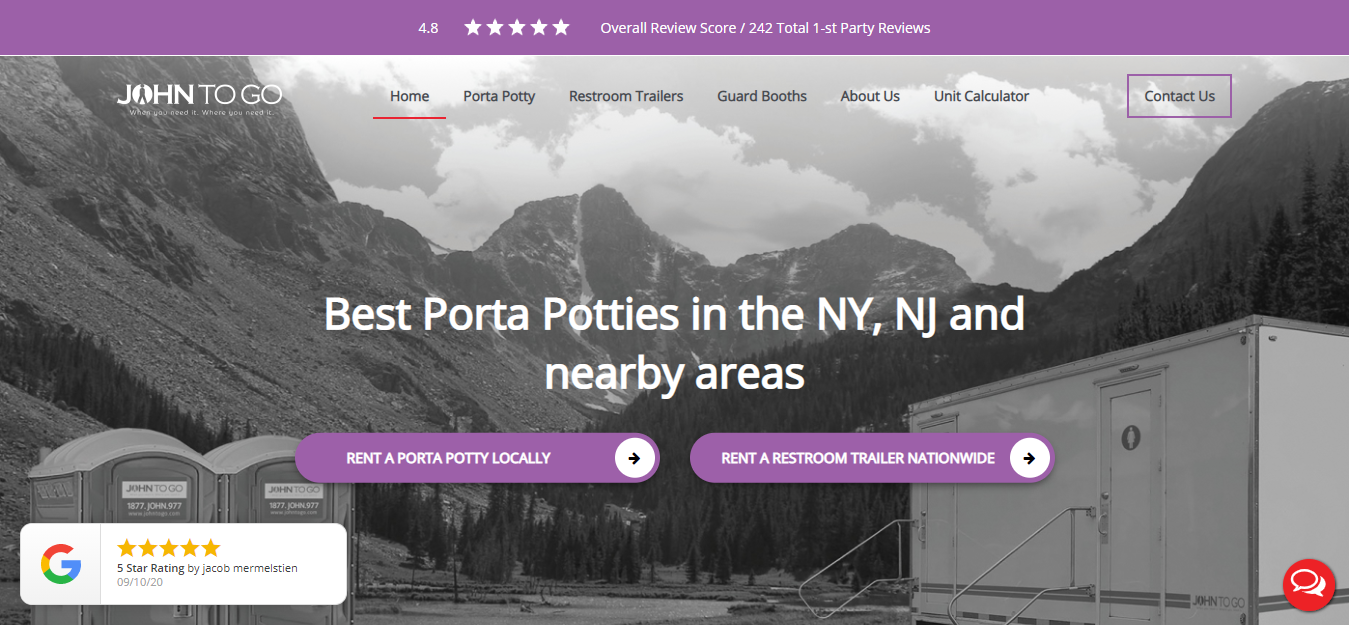 4.8 Overall Review Score / 242 Total 1-st Party Reviews
JOHN TO GO
When you need it. Where you need it.
Home Porta Potty Restroom Trailers Guard Booths About Us Unit Calculator Contact Us
Best Porta Potties in the NY, NJ and
nearby areas
RENT A PORTA POTTY LOCALLY
RENT A RESTROOM TRAILER NATIONWIDE
JOHN TO GO
1877.JOHN.977
www.johntogo.com
JOHN TO GO
1877.JOHN.977
www.johntogo.com
5 Star Rating by jacob mermelstien
09/10/20
JOHN TO GO